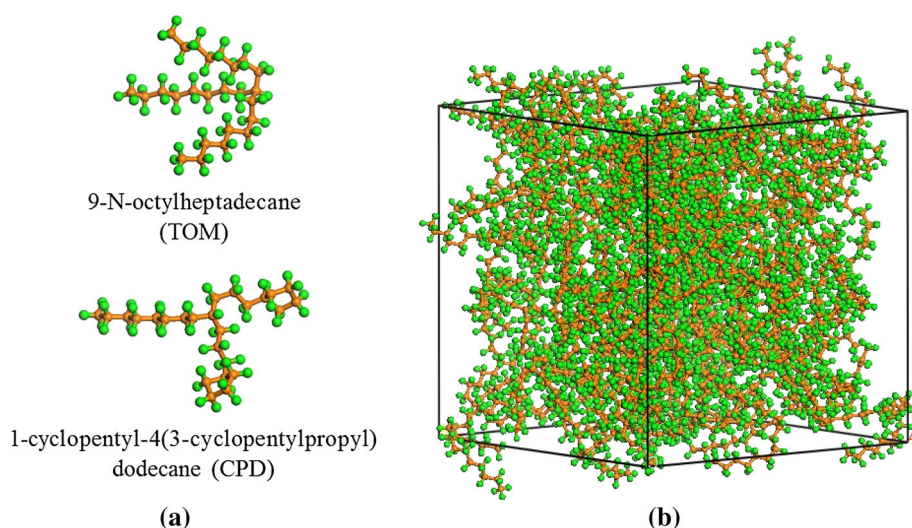 9-N-octylheptadecane
(TOM)
1-cyclopentyl-4(3-cyclopentylpropyl)
dodecane (CPD)
(a)
(b)